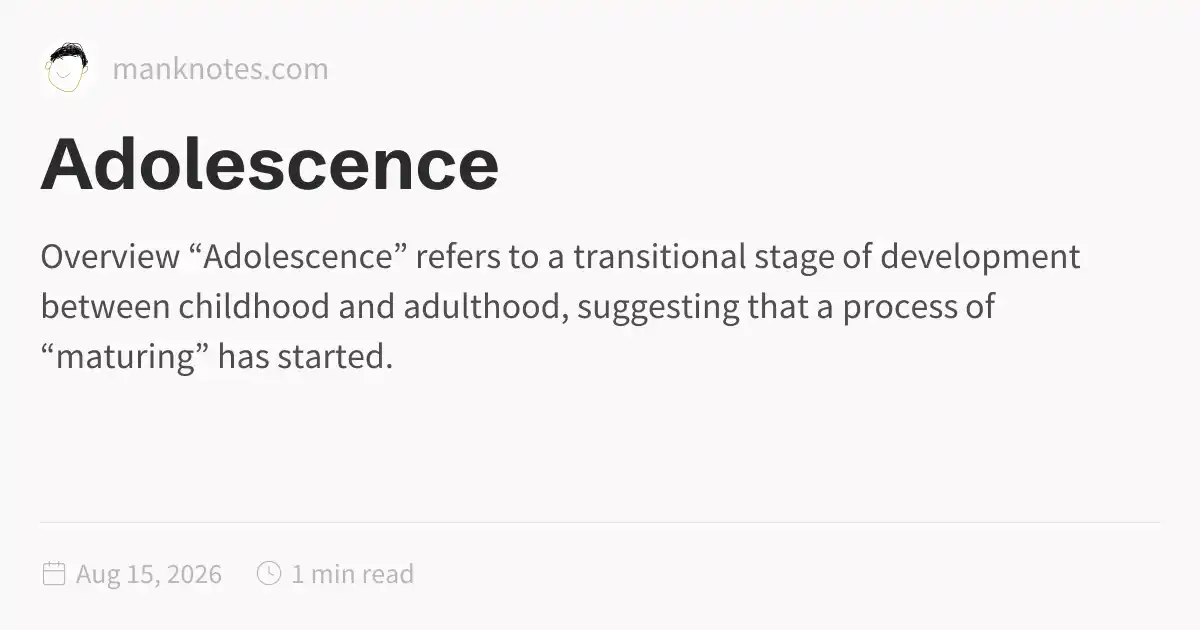 manknotes.com
Adolescence
Overview “Adolescence” refers to a transitional stage of development
between childhood and adulthood, suggesting that a process of
“maturing” has started.
Aug 15, 2026 1 min read